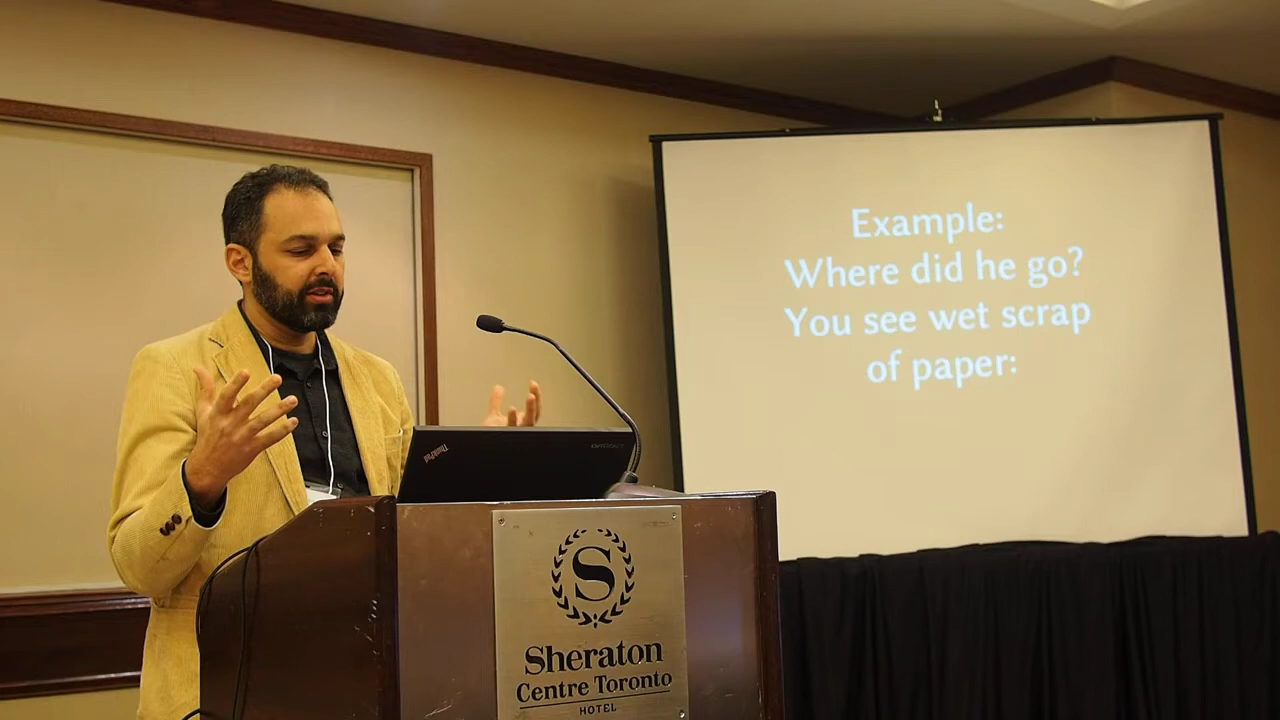 Example:
Where did he go?
You see wet scrap
of paper:
ThinkPad
S
Sheraton
Centre Toronto
HOTEL